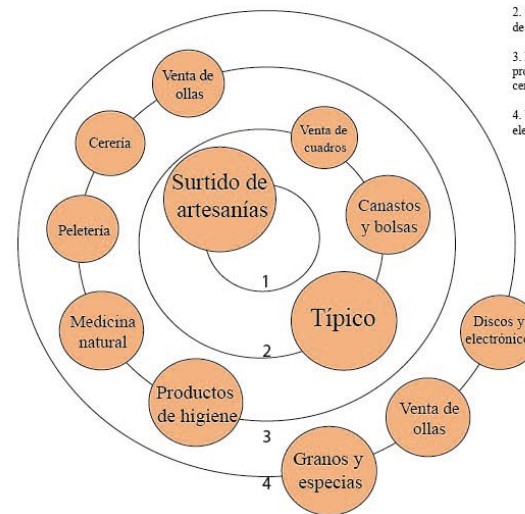 2.
de
3.
pro
cer
4.
ele
Venta de
ollas
Cerería
Peletería
Medicina
natural
Productos
de higiene
Venta de
cuadros
Surtido de
artesanías
Canastos
y bolsas
Típico
Discos y
electrónico
Venta de
ollas
Granos y
especias
1
2
3
4